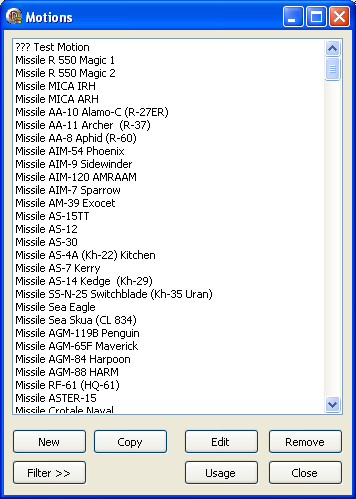 Motions
??? Test Motion
Missile R 550 Magic 1
Missile R 550 Magic 2
Missile MICA IRH
Missile MICA ARH
Missile AA-10 Alamo-C (R-27ER)
Missile AA-11 Archer  (R-37)
Missile AA-8 Aphid (R-60)
Missile AIM-54 Phoenix
Missile AIM-9 Sidewinder
Missile AIM-120 AMRAAM
Missile AIM-7 Sparrow
Missile AM-39 Exocet
Missile AS-15TT
Missile AS-12
Missile AS-30
Missile AS-4A (Kh-22) Kitchen
Missile AS-7 Kerry
Missile AS-14 Kedge  (Kh-29)
Missile SS-N-25 Switchblade (Kh-35 Uran)
Missile Sea Eagle
Missile Sea Skua (CL 834)
Missile AGM-119B Penguin
Missile AGM-65F Maverick
Missile AGM-84 Harpoon
Missile AGM-88 HARM
Missile RF-61 (HQ-61)
Missile ASTER-15
Missile Crotale Naval
New Copy Edit Remove
Filter >> Usage Close